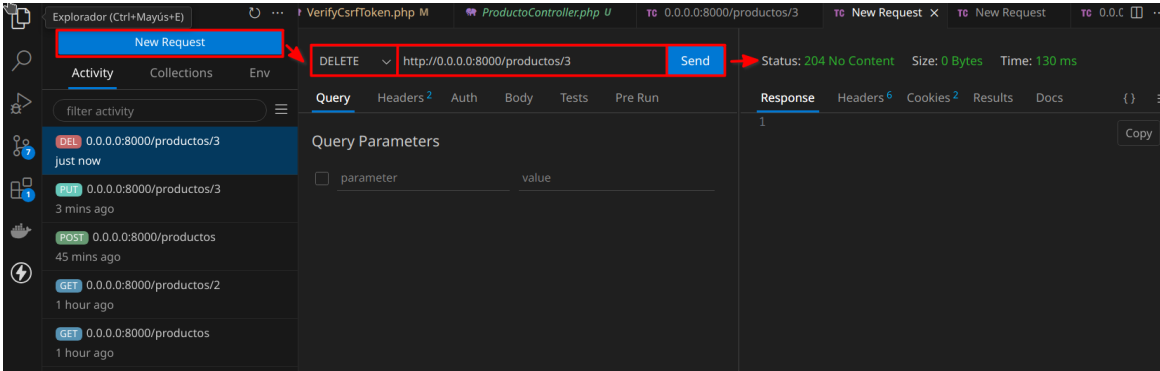 Explorador (Ctrl+Mayús+E)
VerifyCsrfToken.php M
ProductoController.php U
TC 0.0.0.0:8000/productos/3
TC New Request
TC New Request
TC 0.0.0
New Request
Activity Collections Env
filter activity
DEL 0.0.0.0:8000/productos/3
just now
PUT 0.0.0.0:8000/productos/3
3 mins ago
POST 0.0.0.0:8000/productos
45 mins ago
GET 0.0.0.0:8000/productos/2
1 hour ago
GET 0.0.0.0:8000/productos
1 hour ago
7
1
DELETE http://0.0.0.0:8000/productos/3 Send
Query Headers 2 Auth Body Tests Pre Run
Query Parameters
parameter value
Status: 204 No Content Size: 0 Bytes Time: 130 ms
Response Headers 6 Cookies 2 Results Docs {}
1
Copy